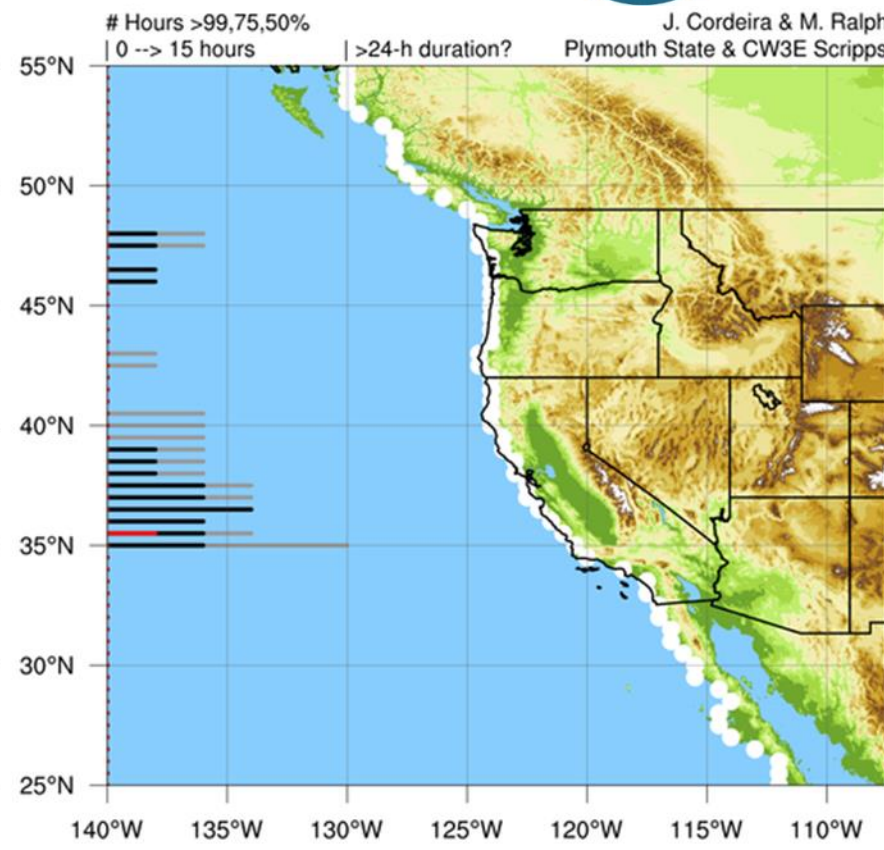 # Hours >99,75,50%
J. Cordeira & M. Ralph
| 0 --> 15 hours
| >24-h duration?
Plymouth State & CW3E Scripps
55°N
50°N
45°N
40°N
35°N
30°N
25°N
140°W
135°W
130°W
125°W
120°W
115°W
110°W